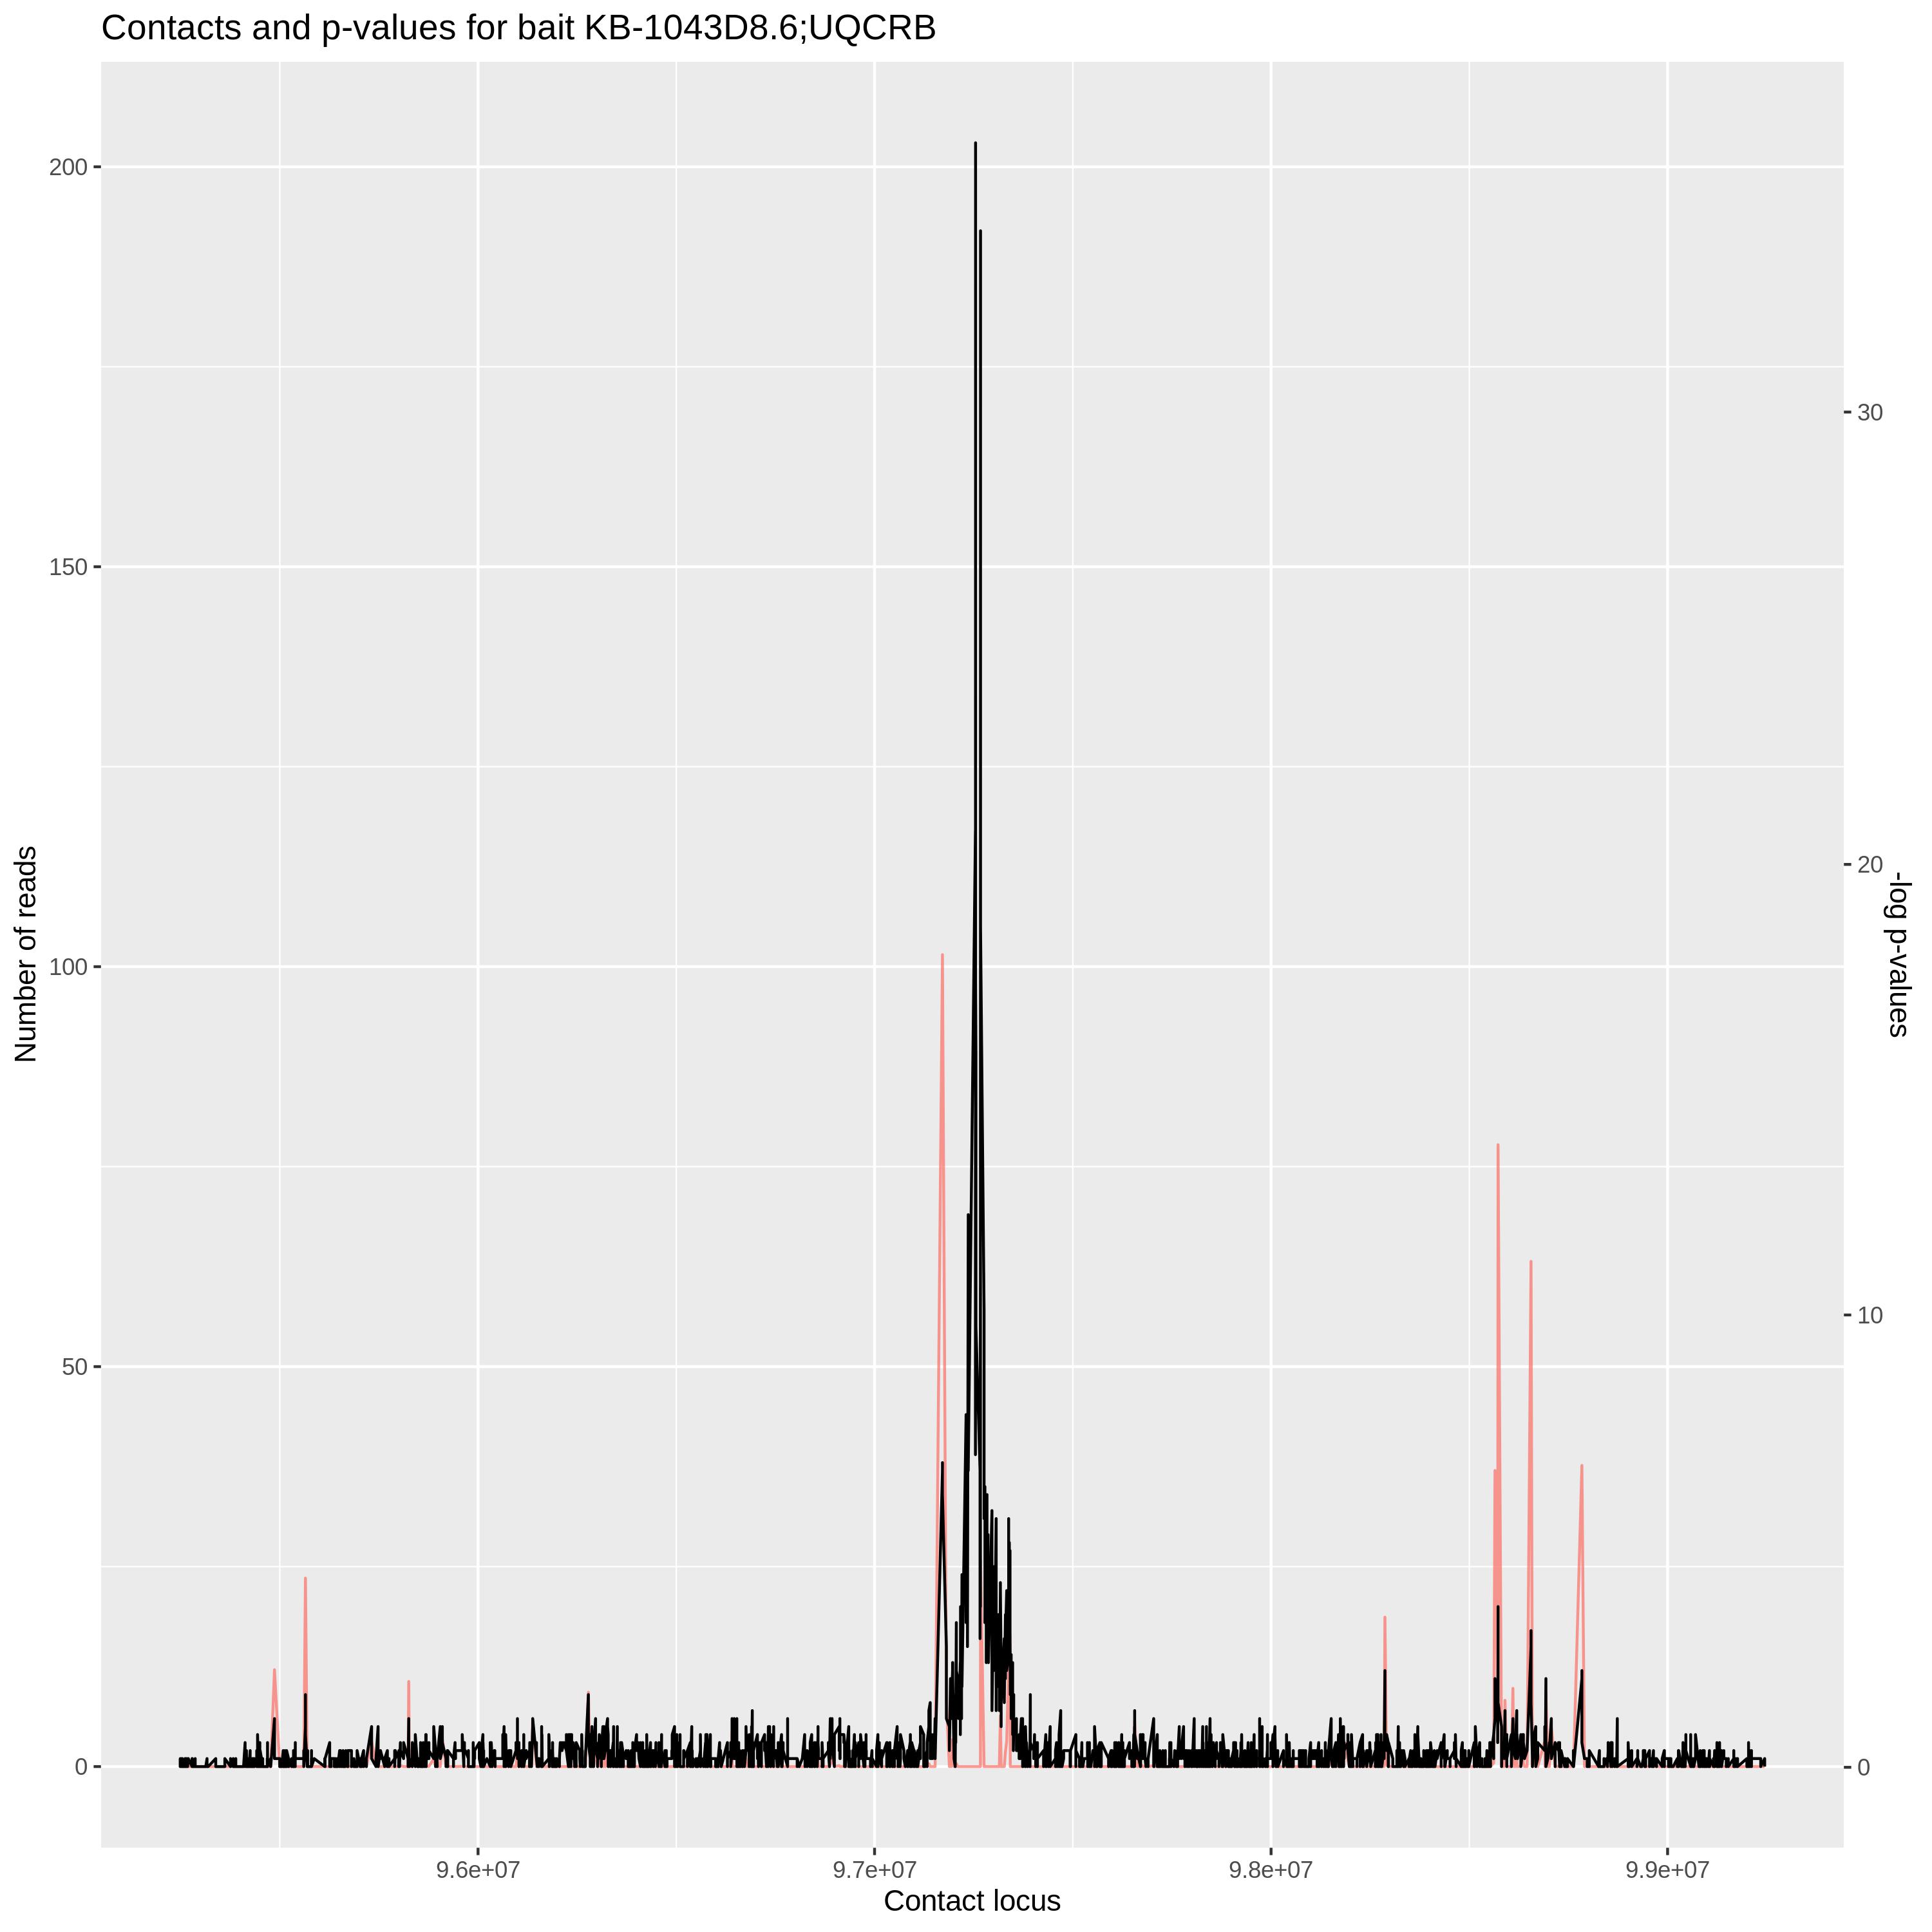 Contacts and p-values for bait KB-1043D8.6;UQCRB
200
150
100
50
0
Number of reads
30
20
10
0
-log p-values
9.6e+07
9.7e+07
9.8e+07
9.9e+07
Contact locus